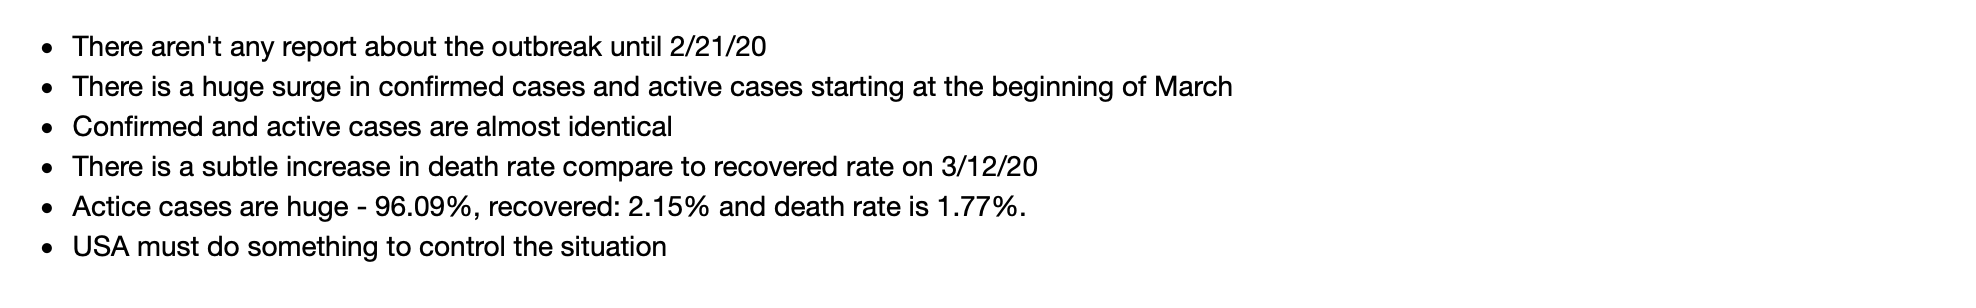 • There aren't any report about the outbreak until 2/21/20
• There is a huge surge in confirmed cases and active cases starting at the beginning of March
• Confirmed and active cases are almost identical
• There is a subtle increase in death rate compare to recovered rate on 3/12/20
• Actice cases are huge - 96.09%, recovered: 2.15% and death rate is 1.77%.
• USA must do something to control the situation